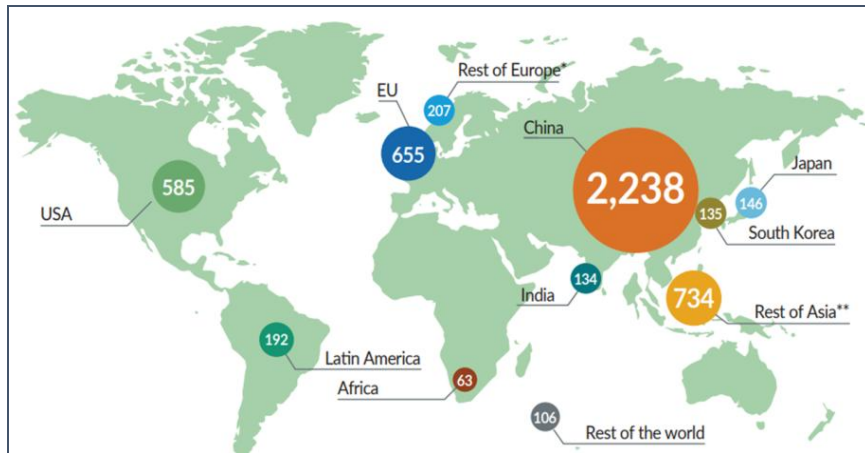 Rest of Europe*
EU
207
China
655
2,238
Japan
585
146
135
USA
South Korea
134
India
734
Rest of Asia**
192
Latin America
63
Africa
106
Rest of the world